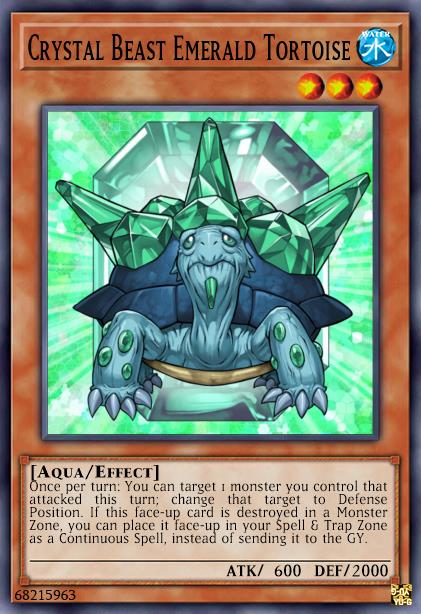 Crystal Beast Emerald Tortoise
WATER
水
[Aqua/Effect]
Once per turn: You can target 1 monster you control that
attacked this turn; change that target to Defense
Position. If this face-up card is destroyed in a Monster
Zone, you can place it face-up in your Spell & Trap Zone
as a Continuous Spell, instead of sending it to the GY.
ATK/ 600 DEF/2000
68215963